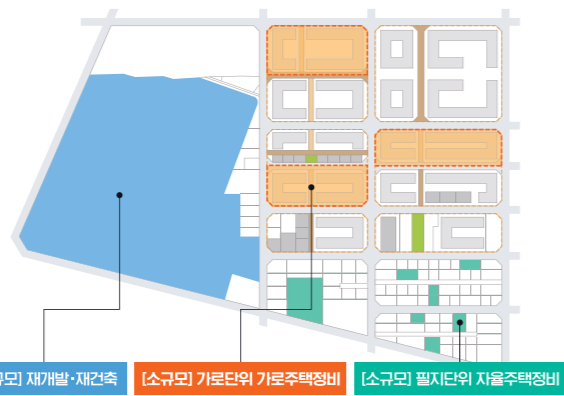 규모] 재개발·재건축
[소규모] 가로단위 가로주택정비
[소규모] 필지단위 자율주택정비